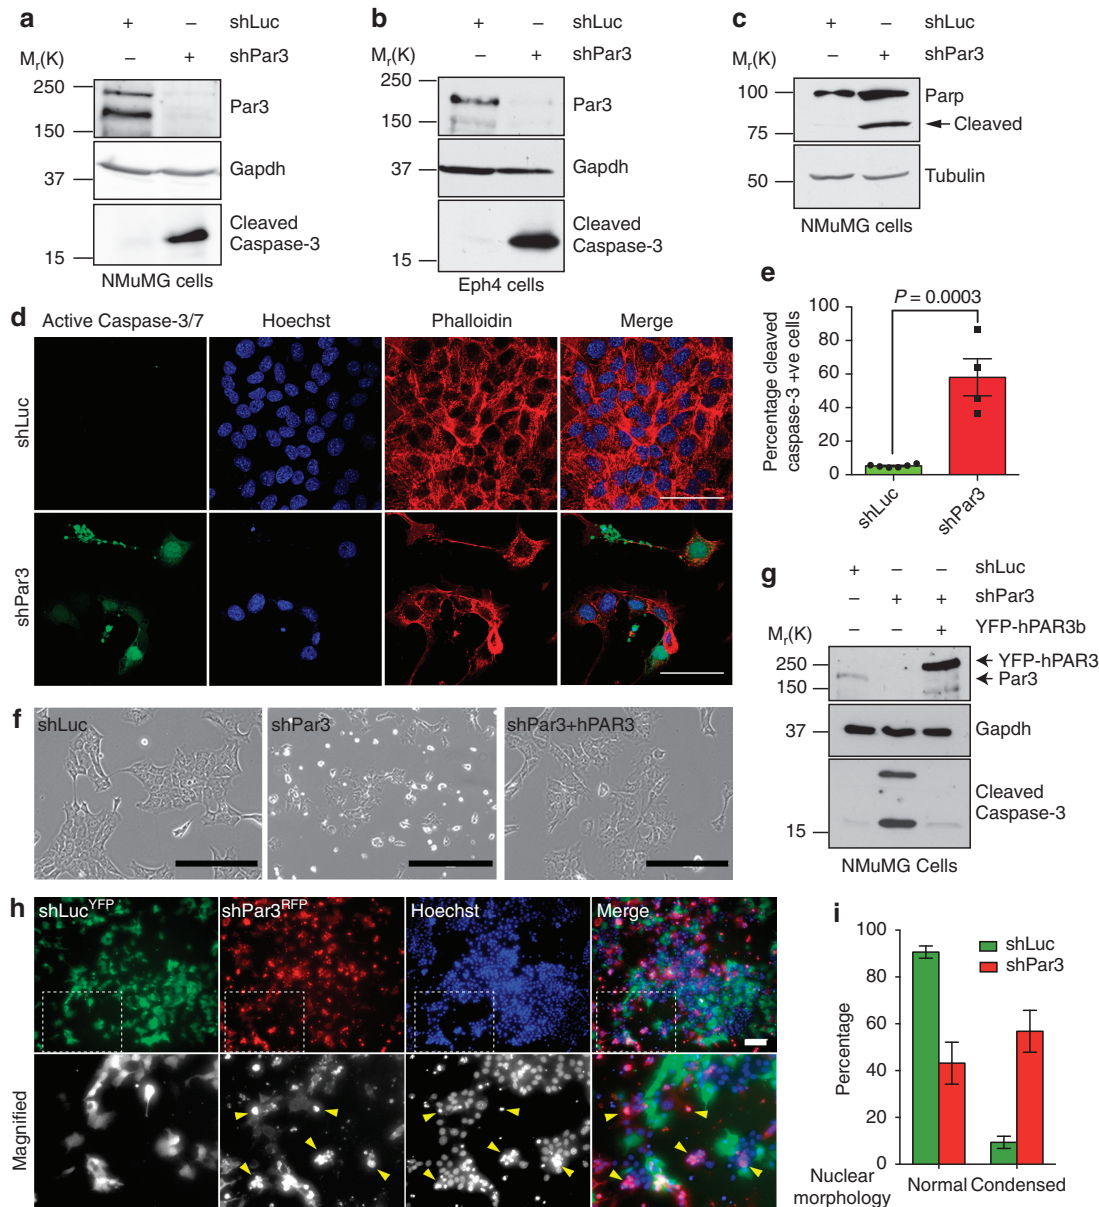 a
+ – shLuc
Mr(K) – + shPar3
250
150
Par3
37
Gapdh
15
Cleaved
Caspase-3
NMuMG cells
b
+ – shLuc
Mr(K) – + shPar3
250
150
Par3
37
Gapdh
15
Cleaved
Caspase-3
Eph4 cells
c
+ – shLuc
Mr(K) – + shPar3
100
75
Parp
Cleaved
50
Tubulin
NMuMG cells
d
Active Caspase-3/7 Hoechst Phalloidin Merge
shLuc
shPar3
e
P = 0.0003
Percentage cleaved
caspase-3 +ve cells
100
80
60
40
20
0
shLuc
shPar3
f
shLuc
shPar3
shPar3+hPAR3
g
+ – – shLuc
– + + shPar3
– – + YFP-hPAR3b
Mr(K)
250
150
YFP-hPAR3
Par3
37
Gapdh
15
Cleaved
Caspase-3
NMuMG Cells
h
shLucYFP
shPar3RFP
Hoechst
Merge
Magnified
i
shLuc
shPar3
Percentage
100
80
60
40
20
0
Nuclear
morphology
Normal Condensed